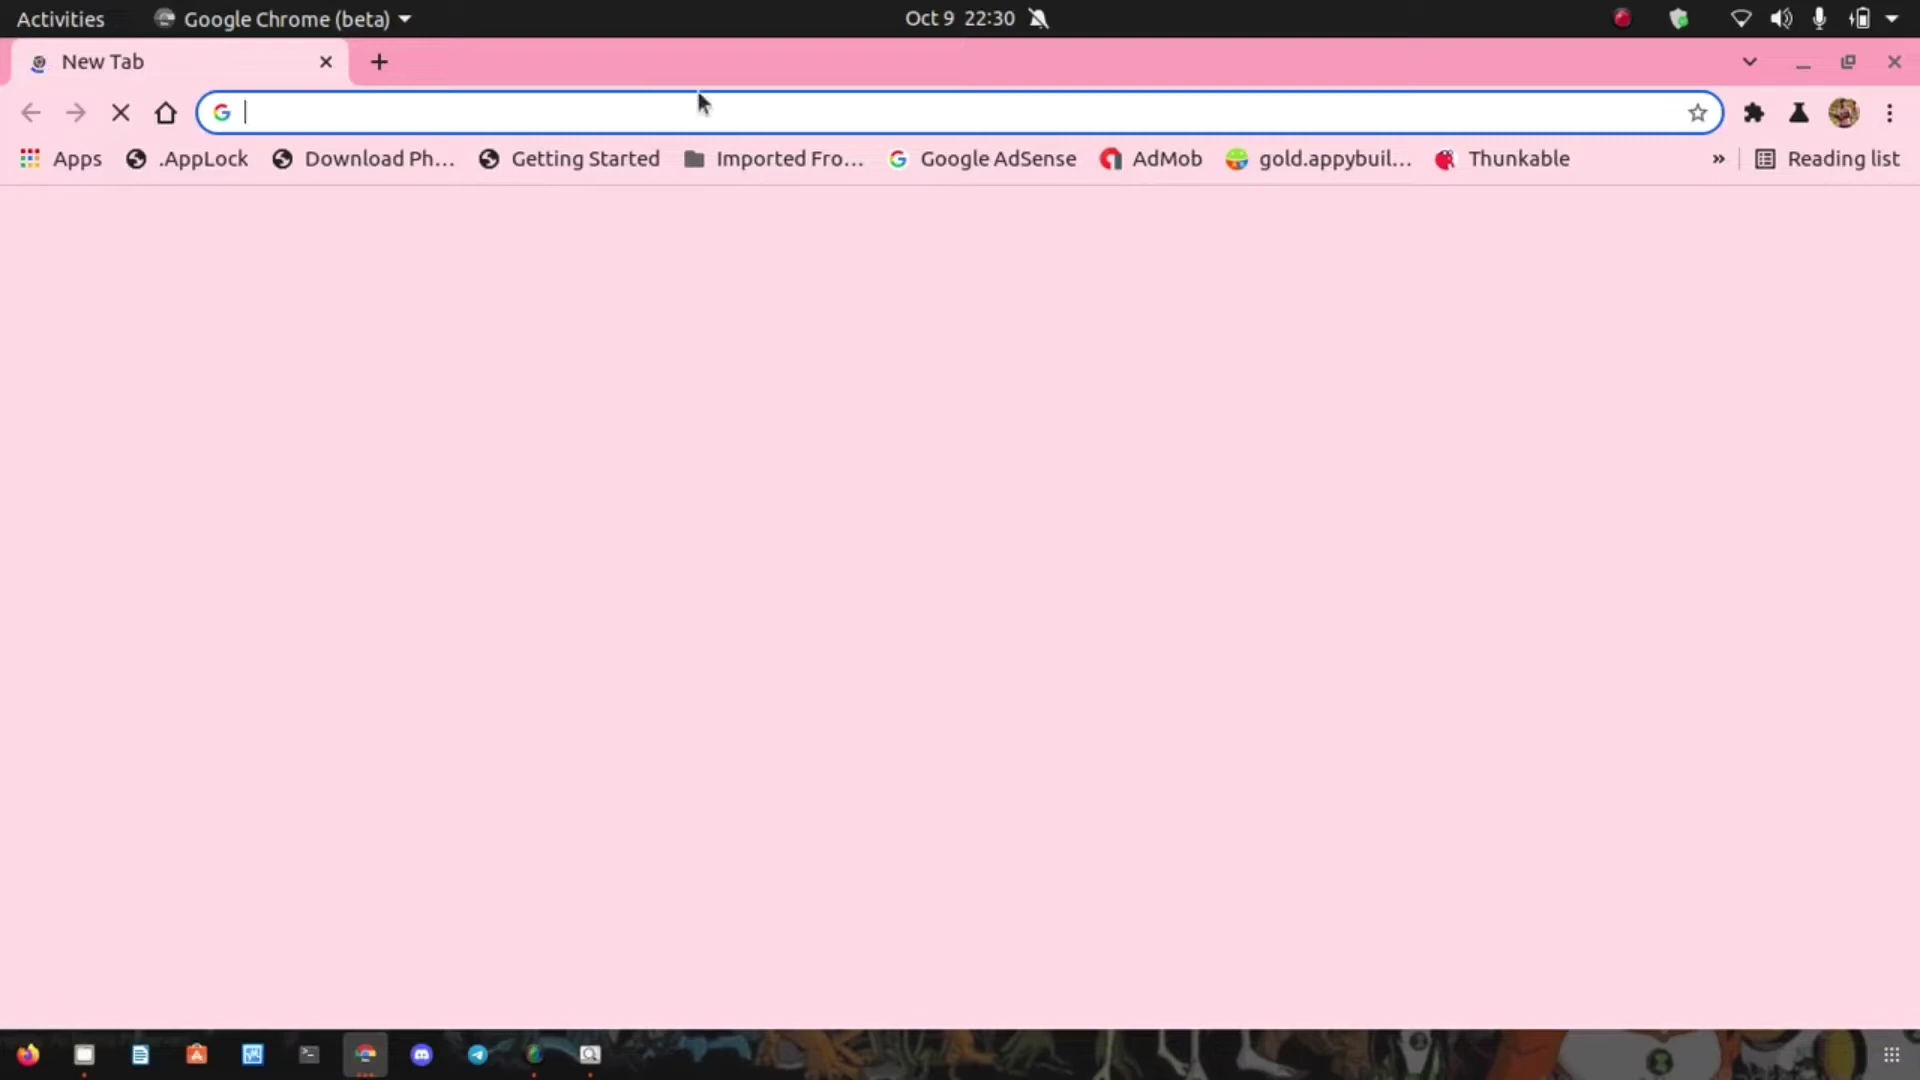 Activities Google Chrome (beta) Oct 9 22:30
New Tab
Apps .AppLock Download Ph... Getting Started Imported Fro... Google AdSense AdMob gold.appybuil... Thunkable » Reading list